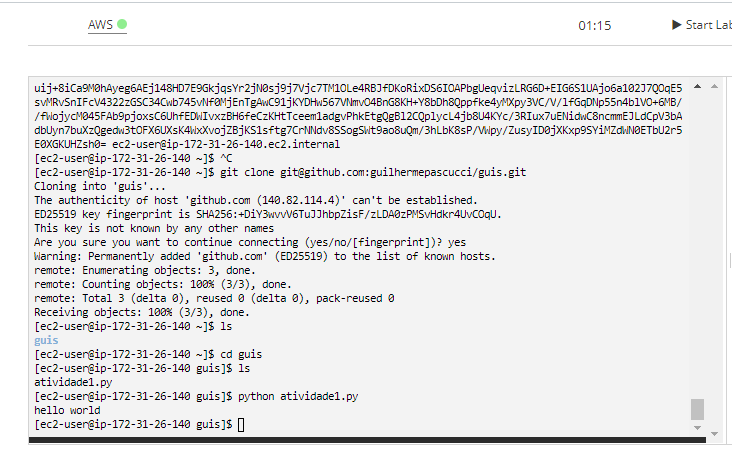 AWS
01:15
Start Lab
uij+8iCa9M0hAyeg6AEj148HD7E9GkjqsYr2jN0sj9j7Vjc7TM1OLe4RBJfDKoRixDS6IOAPbgUeqvizLRG6D+EIG6S1UAjo6a102J7QOqE5
svMRvSnIFcV4322zGSC34Cwb745vNf0MjEnTgAwC91jKYDHw567VNmvO4BnG8KH+Y8bDh8Qppfke4yMXpy3VC/V/lfGqDNp55n4blVO+6MB/
/fWojycM045FAb9pjoxsC6UhfEDWIvvxzBH6feCzKHtTceem1adgvPhkEtgQgBl2CQplycL4jb8U4KYc/3RIux7uENidwC8ncmmEJLdCpV3bA
dbUyn7buXzQgedw3tOFX6UXsK4WxXvojZBjKS1sftg7CrNNdv8SSogSWt9ao8uQm/3hLbK8sP/VWpy/ZusyID0jXKxp9SYiMZdWN0ETbU2r5
E0XGKUHZsh0= ec2-user@ip-172-31-26-140.ec2.internal
[ec2-user@ip-172-31-26-140 ~]$ ^C
[ec2-user@ip-172-31-26-140 ~]$ git clone git@github.com:guilhermepascucci/guis.git
Cloning into 'guis'...
The authenticity of host 'github.com (140.82.114.4)' can't be established.
ED25519 key fingerprint is SHA256:+DiY3wvvV6TuJJhbpZisF/zLDA0zPMSvHdkr4UvCOqU.
This key is not known by any other names
Are you sure you want to continue connecting (yes/no/[fingerprint])? yes
Warning: Permanently added 'github.com' (ED25519) to the list of known hosts.
remote: Enumerating objects: 3, done.
remote: Counting objects: 100% (3/3), done.
remote: Total 3 (delta 0), reused 0 (delta 0), pack-reused 0
Receiving objects: 100% (3/3), done.
[ec2-user@ip-172-31-26-140 ~]$ ls
guis
[ec2-user@ip-172-31-26-140 ~]$ cd guis
[ec2-user@ip-172-31-26-140 guis]$ ls
atividade1.py
[ec2-user@ip-172-31-26-140 guis]$ python atividade1.py
hello world
[ec2-user@ip-172-31-26-140 guis]$